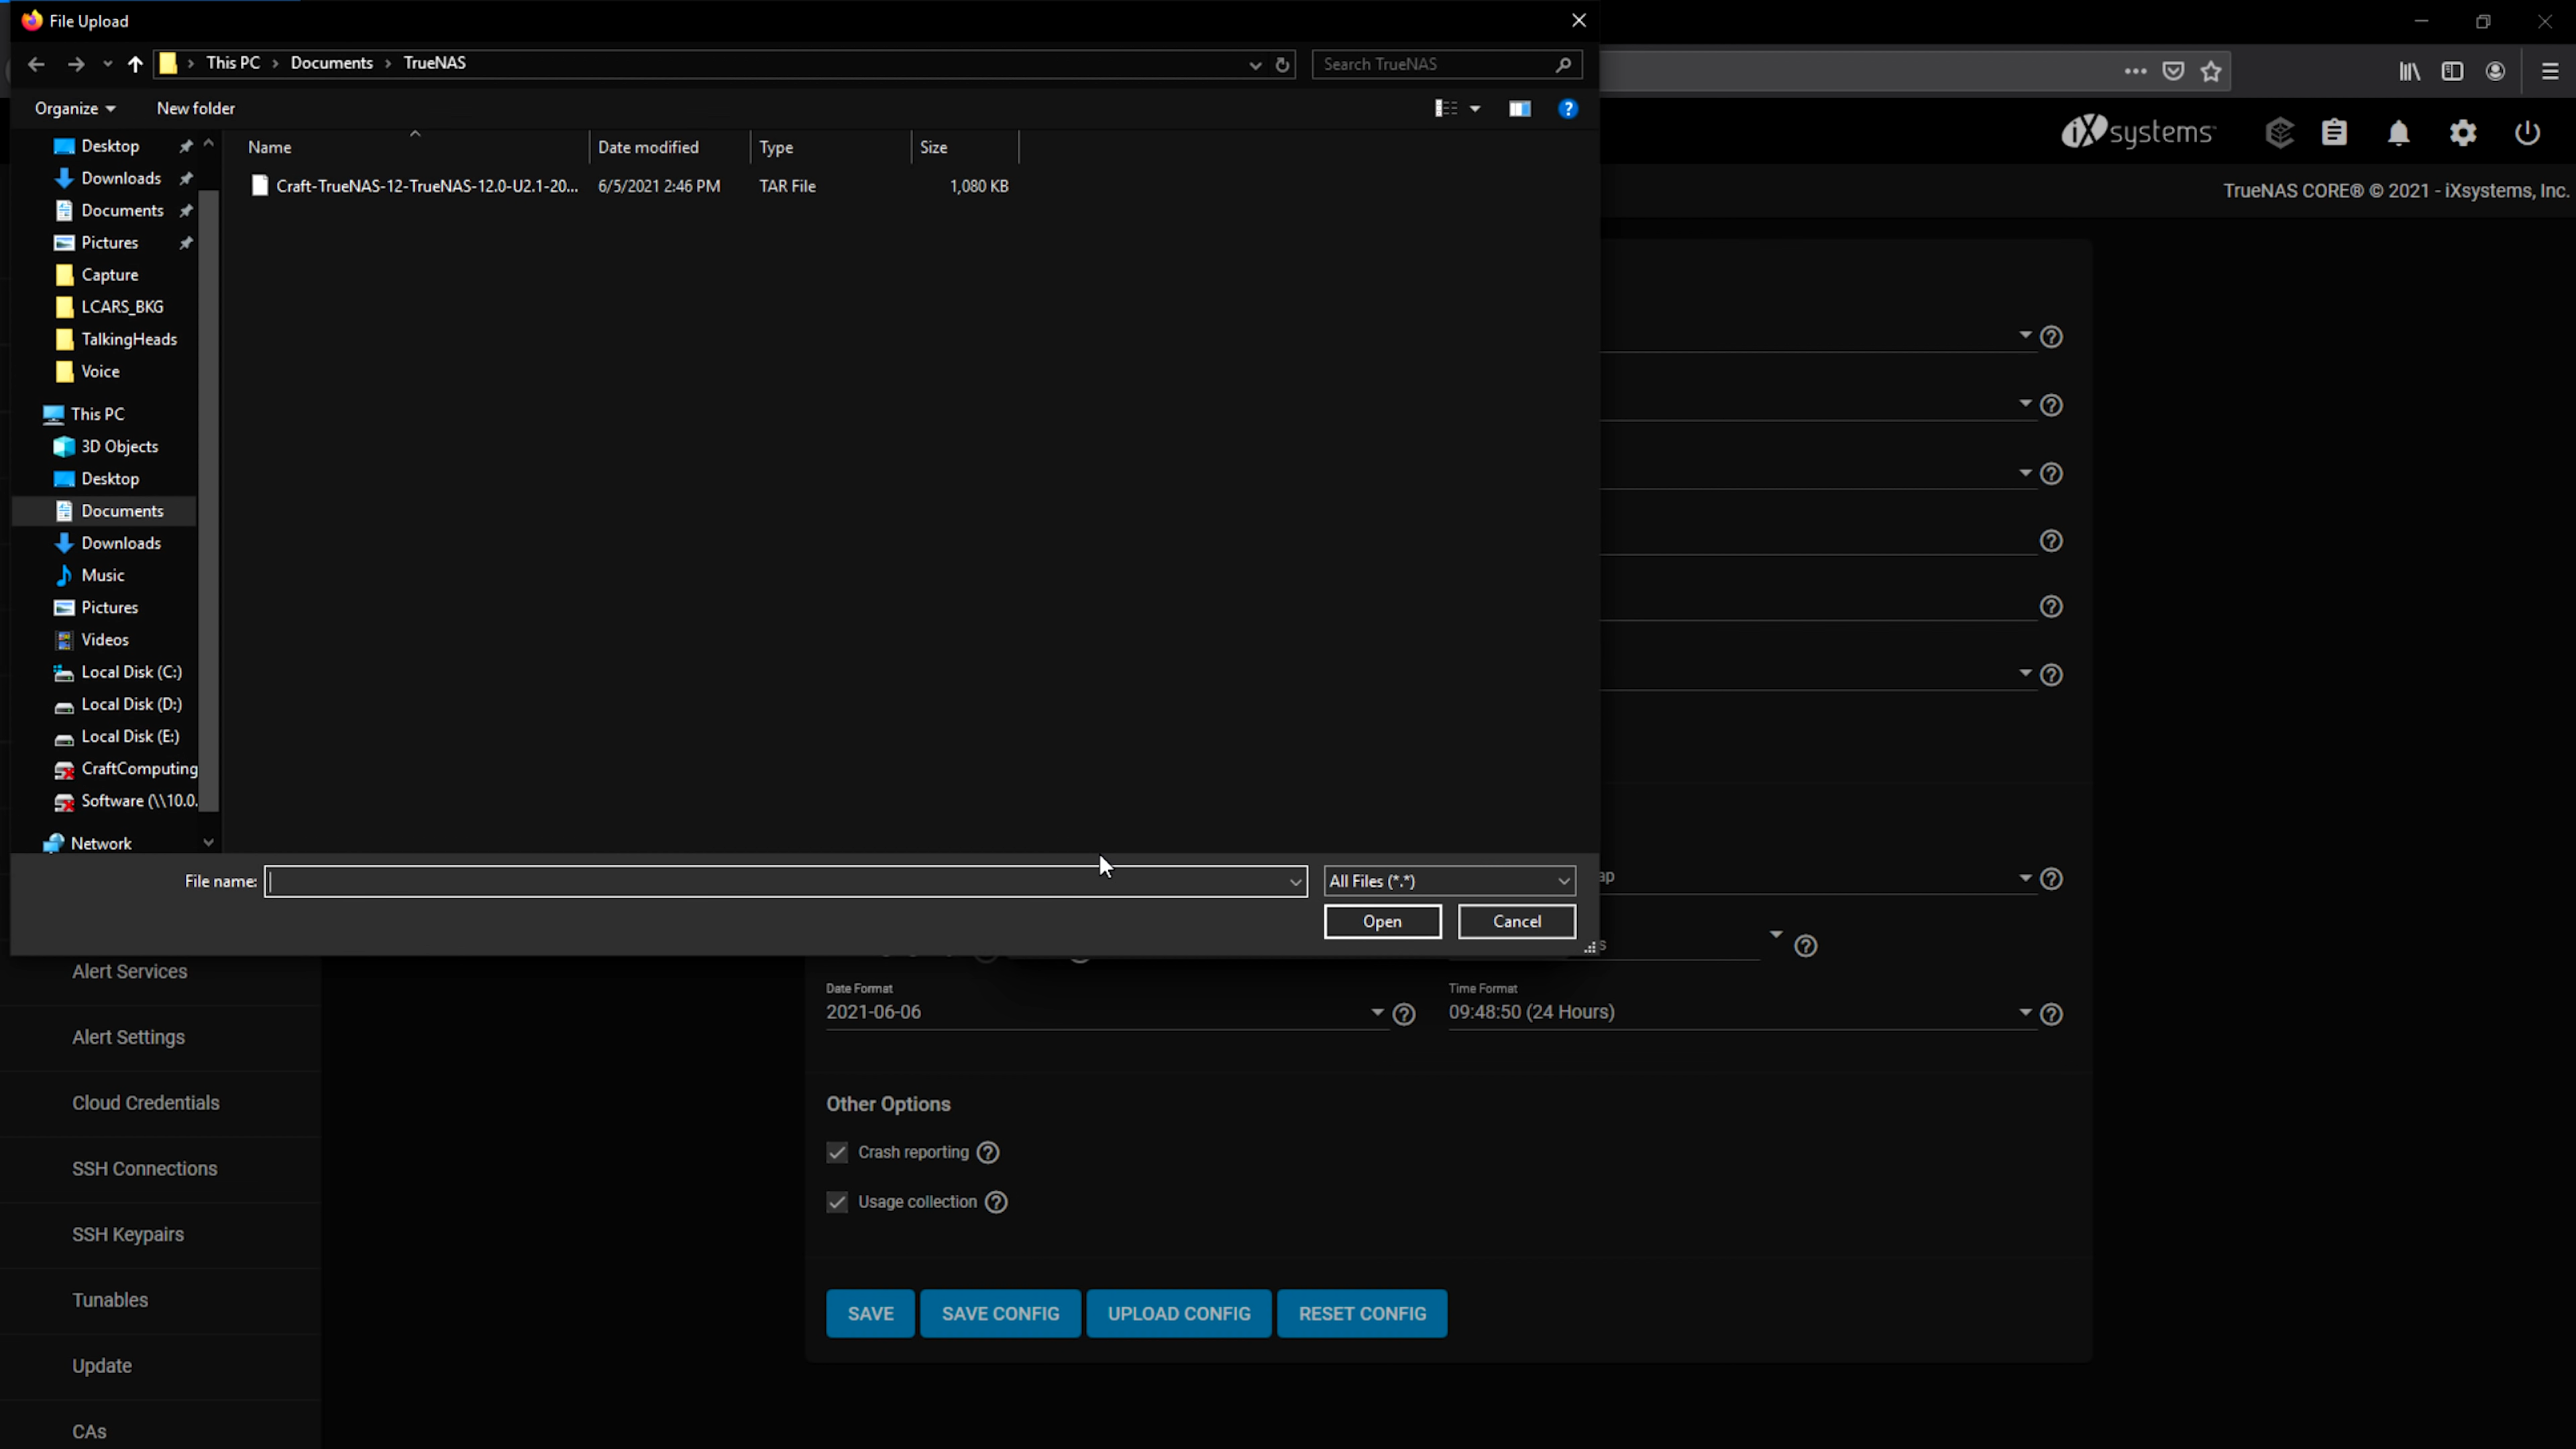 File Upload
This PC > Documents > TrueNAS
Search TrueNAS
Organize
New folder
iXsystems
TrueNAS CORE® © 2021 - iXsystems, Inc.
Name
Date modified
Type
Size
Craft-TrueNAS-12-TrueNAS-12.0-U2.1-20...
6/5/2021 2:46 PM
TAR File
1,080 KB
Desktop
Downloads
Documents
Pictures
Capture
LCARS_BKG
TalkingHeads
Voice
This PC
3D Objects
Desktop
Documents
Downloads
Music
Pictures
Videos
Local Disk (C:)
Local Disk (D:)
Local Disk (E:)
CraftComputing
Software (\\10.0.
Network
File name:
All Files (*.*)
Open
Cancel
ap
s
Alert Services
Alert Settings
Cloud Credentials
SSH Connections
SSH Keypairs
Tunables
Update
CAs
Date Format
2021-06-06
Time Format
09:48:50 (24 Hours)
Other Options
Crash reporting
Usage collection
SAVE
SAVE CONFIG
UPLOAD CONFIG
RESET CONFIG